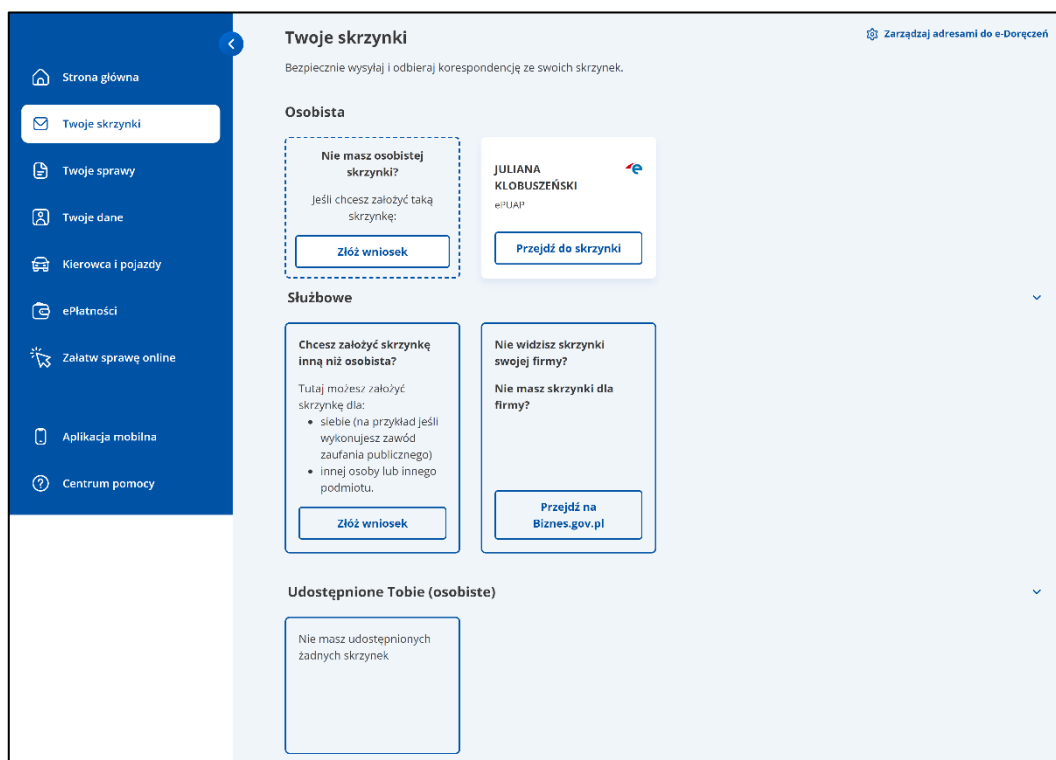 Strona główna
Twoje skrzynki
Twoje sprawy
Twoje dane
Kierowca i pojazdy
ePłatności
Załatw sprawę online
Aplikacja mobilna
Centrum pomocy
Twoje skrzynki
Zarządzaj adresami do e-Doręczeń
Bezpiecznie wysyłaj i odbieraj korespondencję ze swoich skrzynek.
Osobista
Nie masz osobistej
skrzynki?
Jeśli chcesz założyć taką
skrzynkę:
Złóż wniosek
JULIANA
KLOBUSZEŃSKI
ePUAP
Przejdź do skrzynki
Służbowe
Chcesz założyć skrzynkę
inną niż osobista?
Tutaj możesz założyć
skrzynkę dla:
• siebie (na przykład jeśli
wykonujesz zawód
zaufania publicznego)
• innej osoby lub innego
podmiotu.
Złóż wniosek
Nie widzisz skrzynki
swojej firmy?
Nie masz skrzynki dla
firmy?
Przejdź na
Biznes.gov.pl
Udostępnione Tobie (osobiste)
Nie masz udostępnionych
żadnych skrzynek